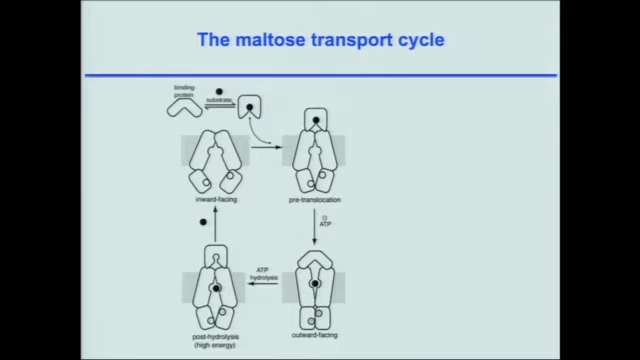 The maltose transport cycle
binding
protein
substrate
inward-facing
pre-translocation
ATP
ATP
hydrolysis
post-hydrolysis
(high energy)
outward-facing